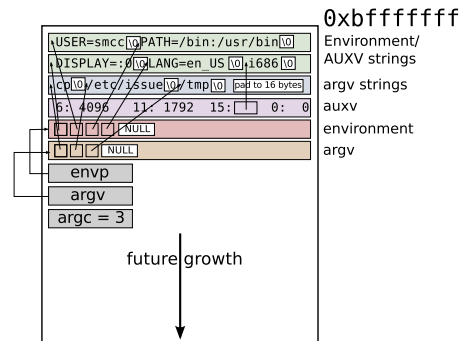 0xbfffffff
USER=smcc\0PATH=/bin:/usr/bin\0
Environment/
DISPLAY=:0\0LANG=en_US \0i686\0
AUXV strings
cp\0/etc/issue\0/tmp\0 pad to 16 bytes
argv strings
6: 4096 11: 1792 15: 0: 0
auxv
NULL
environment
NULL
argv
envp
argv
argc = 3
future growth